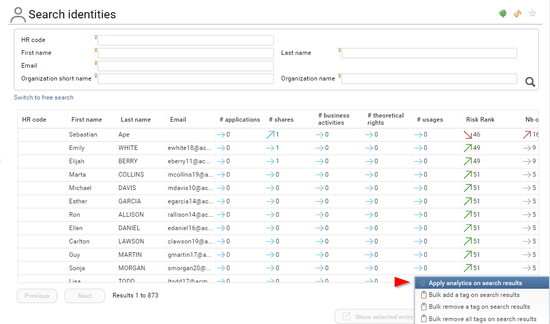 Search identities
HR code
First name
Last name
Email
Organization short name
Organization name
Switch to free search
HR code First name Last name Email # applications # shares # business activities # theoretical rights # usages Risk Rank Nb o
Sebastian Ape 0 1 0 0 0 46 16
Emily WHITE ewhite18@ac... 0 1 0 0 0 49 9
Elijah BERRY eberry11@ac... 0 1 0 0 0 49 9
Marta COLLINS mcollins19@a... 0 0 0 0 0 51 5
Michael DAVIS mdavis10@ac... 0 0 0 0 0 51 5
Esther GARCIA egarcia14@ac... 0 0 0 0 0 51 5
Ron ALLISON rallison14@ac... 0 0 0 0 0 51 5
Ellen DANIEL edaniel16@ac... 0 0 0 0 0 51 5
Carlton LAWSON clawson19@a... 0 0 0 0 0 51 5
Guy MARTIN gmartin17@ac... 0 0 0 0 0 51 5
Sonja MORGAN smorgan20@... 0 0 0 0 0 51 5
Lisa TODD ltodd17@acm
Previous Next Results 1 to 873
Apply analytics on search results
Bulk add a tag on search results
Bulk remove a tag on search results
Bulk remove all tags on search results
Show selected entry